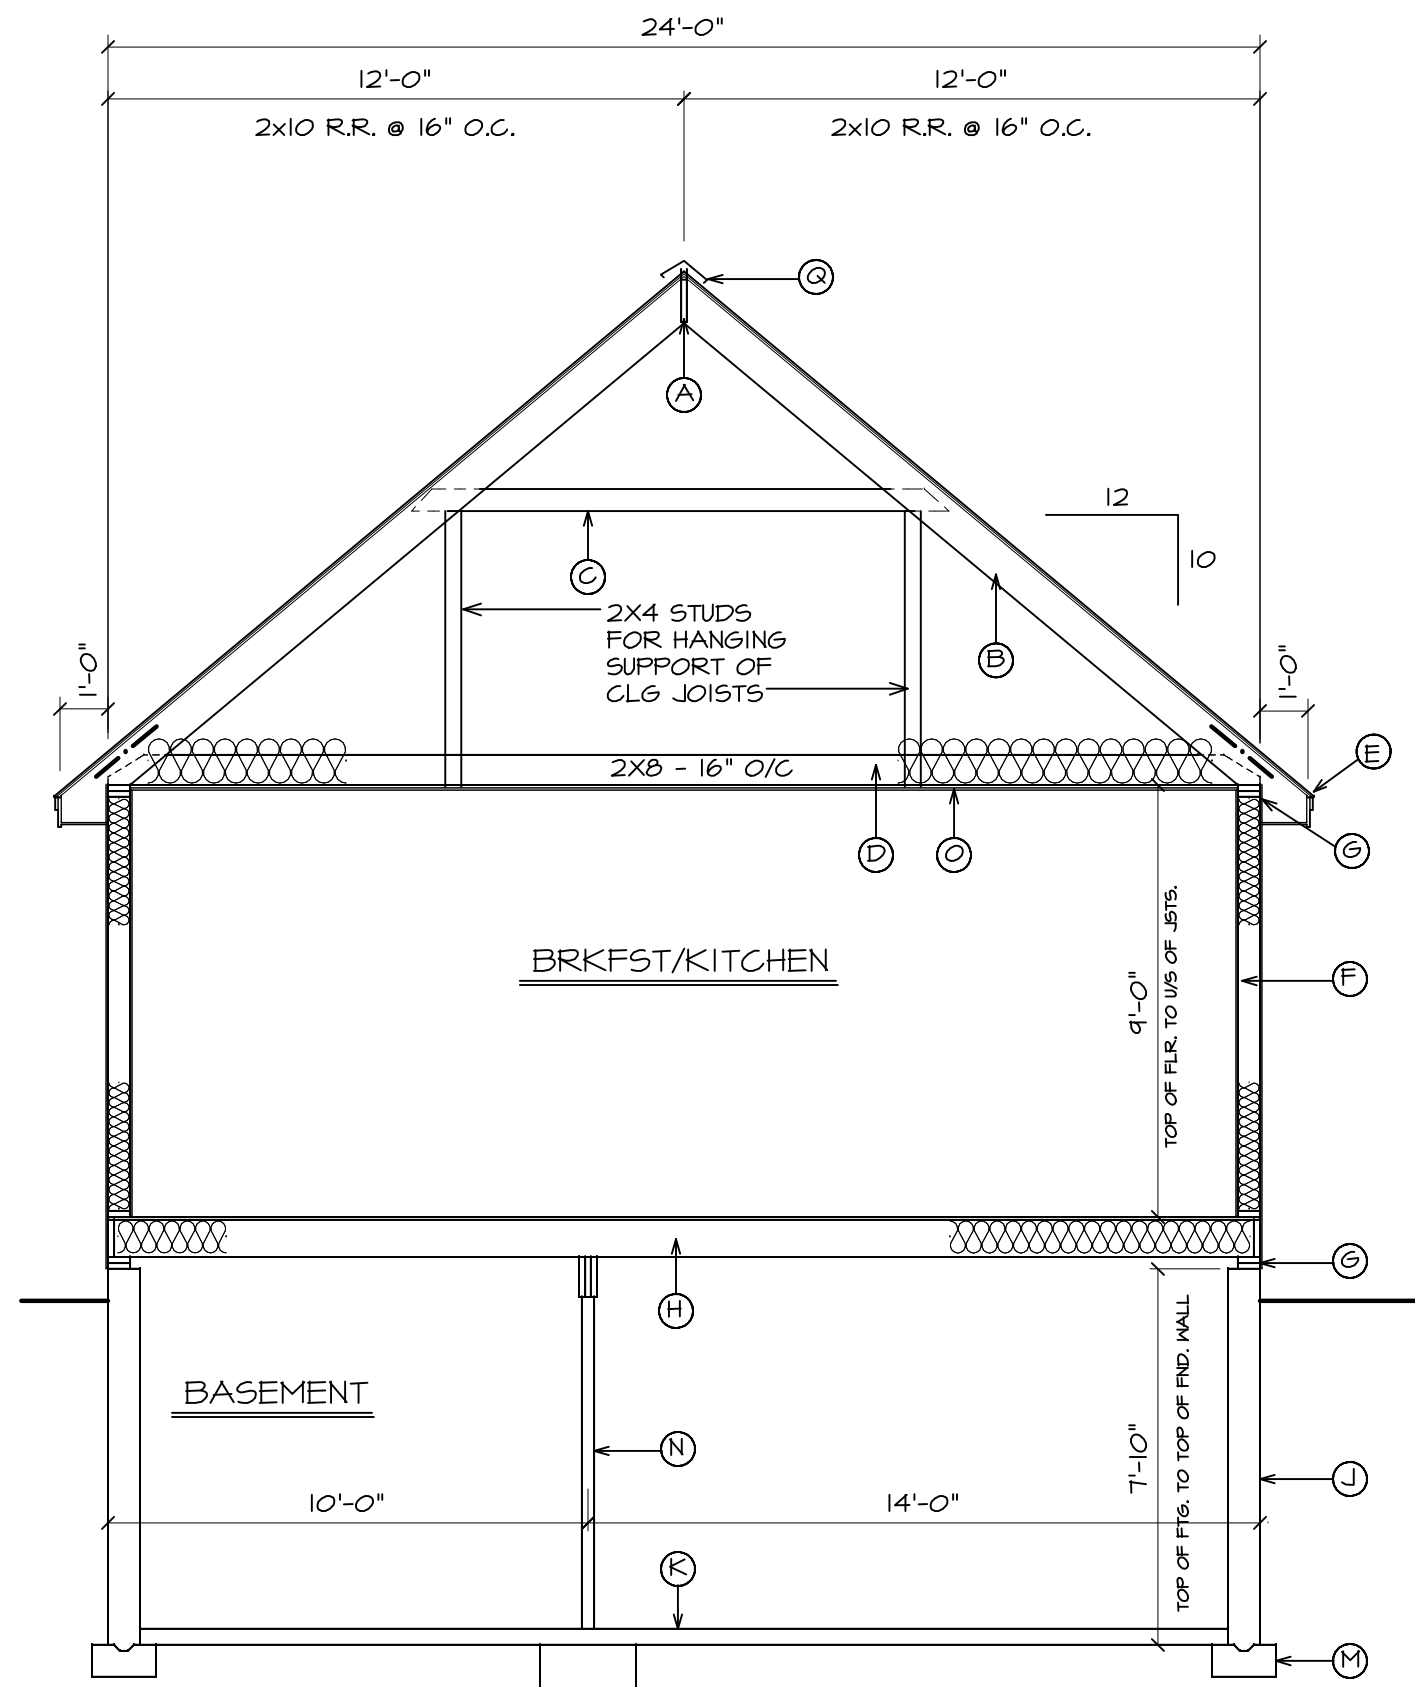 24'-0"
12'-0"
12'-0"
2x10 R.R. @ 16" O.C.
2x10 R.R. @ 16" O.C.
Q
A
12
10
C
2X4 STUDS
FOR HANGING
SUPPORT OF
CLG JOISTS
B
1'-0"
1'-0"
E
2X8 - 16" O/C
D
O
G
BRKFST/KITCHEN
F
9'-0"
TOP OF FLR. TO U/S OF JSTS.
G
H
BASEMENT
N
7'-10"
TOP OF FTG. TO TOP OF FND. WALL
J
10'-0"
14'-0"
K
M